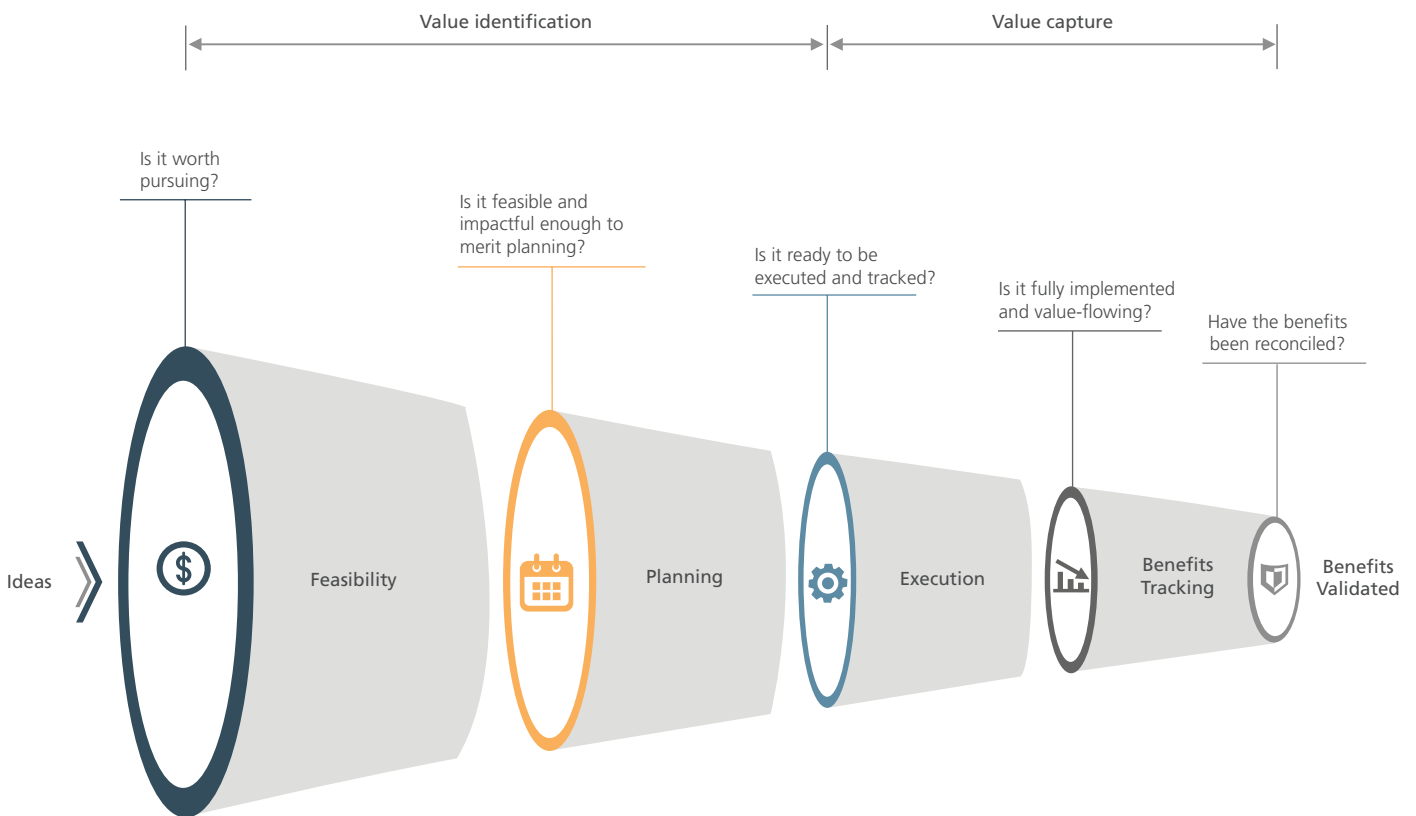 Value identification
Value capture
Is it worth
pursuing?
Is it feasible and
impactful enough to
merit planning?
Is it ready to be
executed and tracked?
Is it fully implemented
and value-flowing?
Have the benefits
been reconciled?
Ideas
$
Feasibility
Planning
Execution
Benefits
Tracking
Benefits
Validated